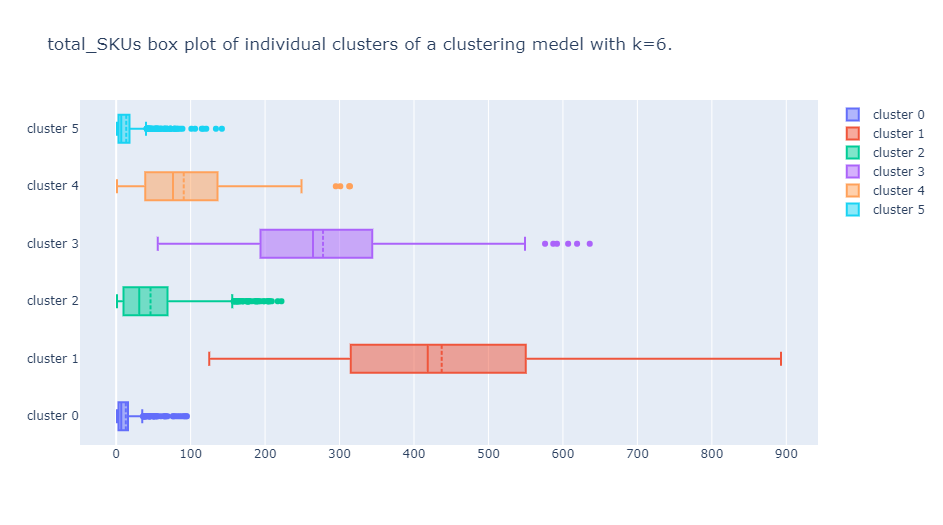 total_SKUs box plot of individual clusters of a clustering medel with k=6.
cluster 5
cluster 4
cluster 3
cluster 2
cluster 1
cluster 0
0 100 200 300 400 500 600 700 800 900
cluster 0
cluster 1
cluster 2
cluster 3
cluster 4
cluster 5